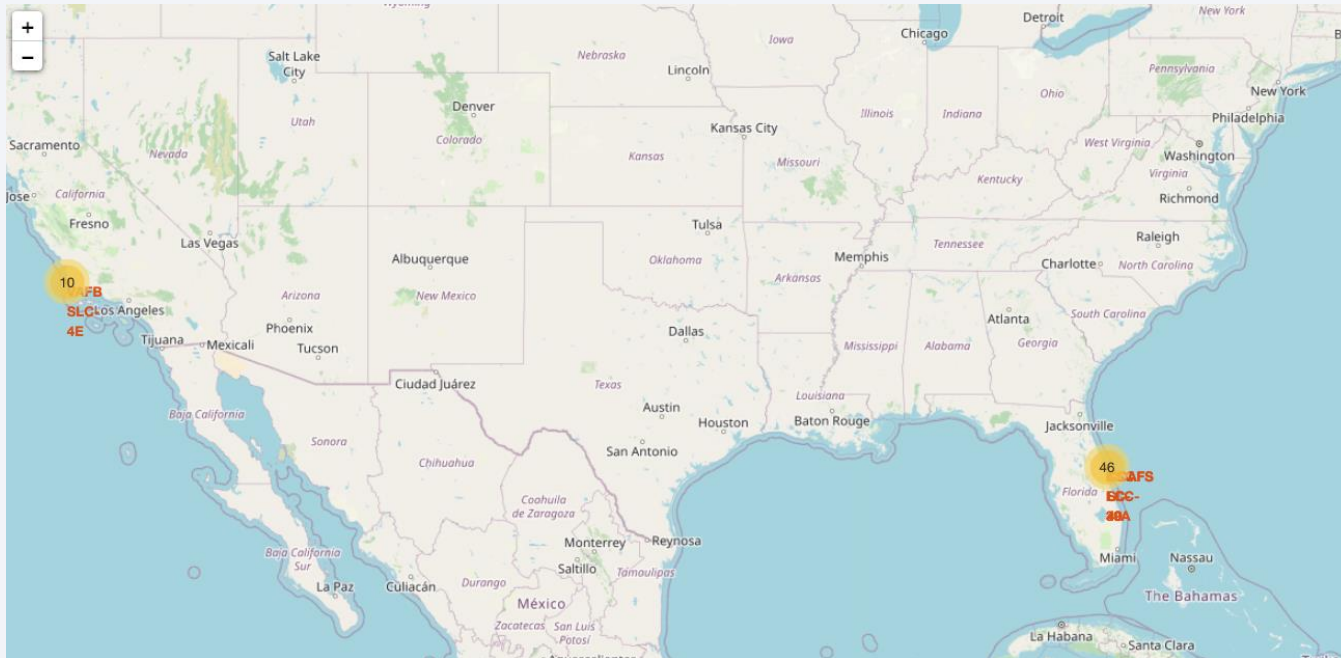 +
−
Wyoming
Iowa
Chicago
Detroit
New York
Salt Lake
City
Nebraska
Lincoln
Pennsylvania
New York
Denver
Illinois
Indiana
Ohio
Philadelphia
Utah
Kansas City
Sacramento
Colorado
Nevada
Kansas
Missouri
West Virginia
Washington
Jose
California
Virginia
Kentucky
Richmond
Fresno
Las Vegas
Tulsa
Raleigh
Albuquerque
Oklahoma
Memphis
Tennessee
Charlotte
North Carolina
10
AFB
SLC-
4E
Los Angeles
Arizona
New Mexico
Arkansas
Atlanta
South Carolina
Phoenix
Dallas
Tijuana
Mexicali
Tucson
Mississippi
Alabama
Georgia
Ciudad Juárez
Texas
Louisiana
Baja California
Austin
Houston
Baton Rouge
Jacksonville
Sonora
San Antonio
Chihuahua
46
AFS
Florida
Coahuila
de Zaragoza
Monterrey
Reynosa
Baja California
Sur
Saltillo
Miami
Nassau
Tamaulipas
La Paz
Culiacán
Durango
The Bahamas
México
Zacatecas
San Luis
Potosí
La Habana
Santa Clara